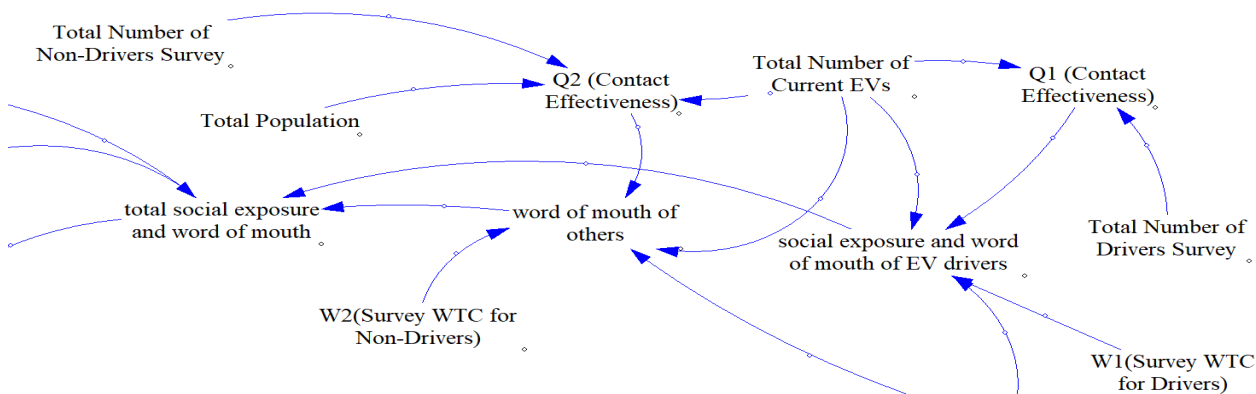 Total Number of
Non-Drivers Survey
Total Number of
Current EVs
Q2 (Contact
Effectiveness)
Q1 (Contact
Effectiveness)
Total Population
total social exposure
and word of mouth
word of mouth of
others
social exposure and word
of mouth of EV drivers
Total Number of
Drivers Survey
W2(Survey WTC for
Non-Drivers)
W1(Survey WTC
for Drivers)